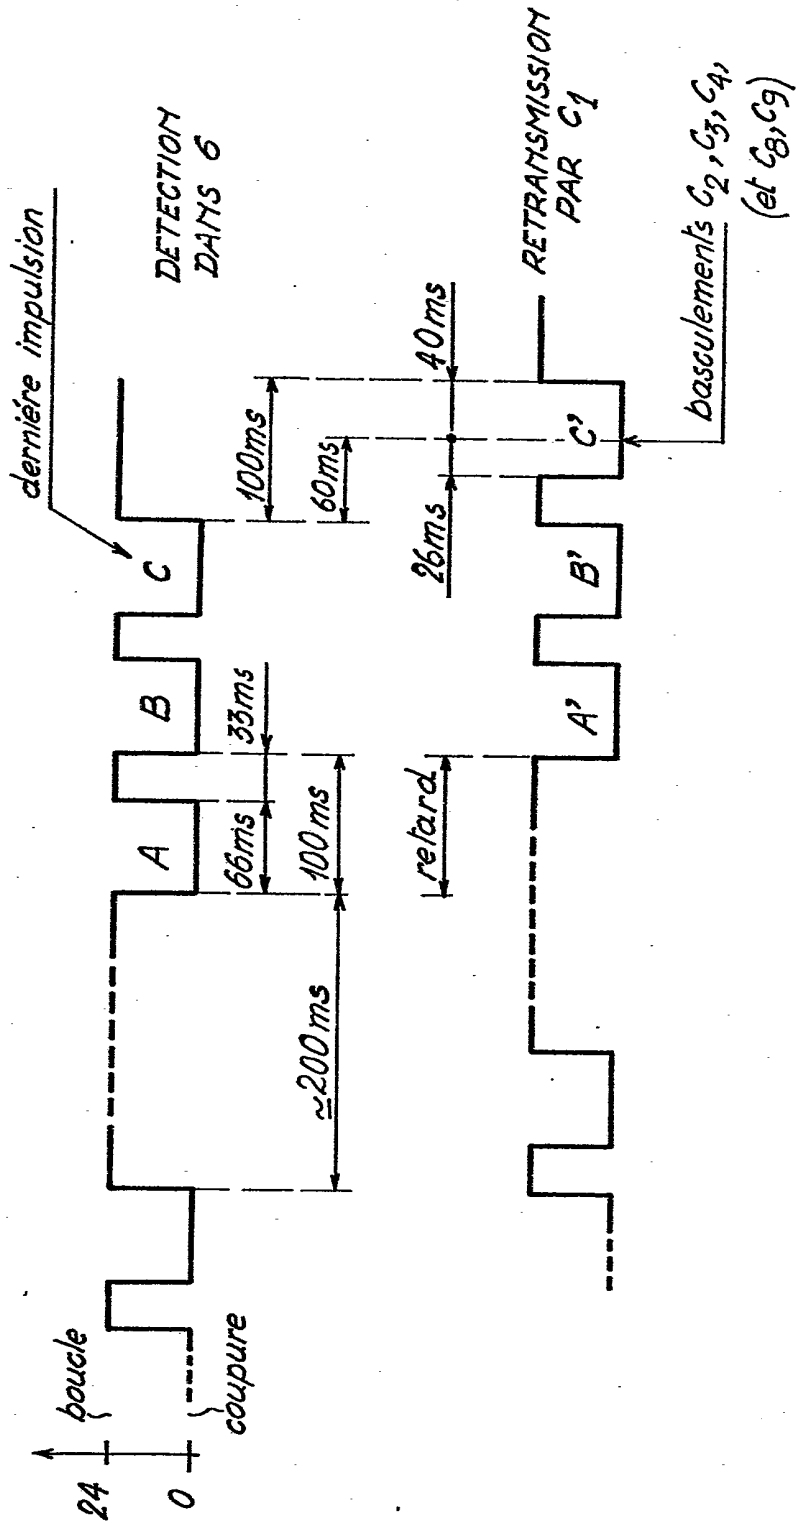 dernière impulsion
DETECTION
DANS 6
24
boucle
0
coupure
A
B
C
66ms
33ms
100ms
≃200ms
100ms
60ms
retard
26ms
40ms
A'
B'
C'
RETRANSMISSION
PAR C1
basculements C2, C3, C4,
(et C8, C9)